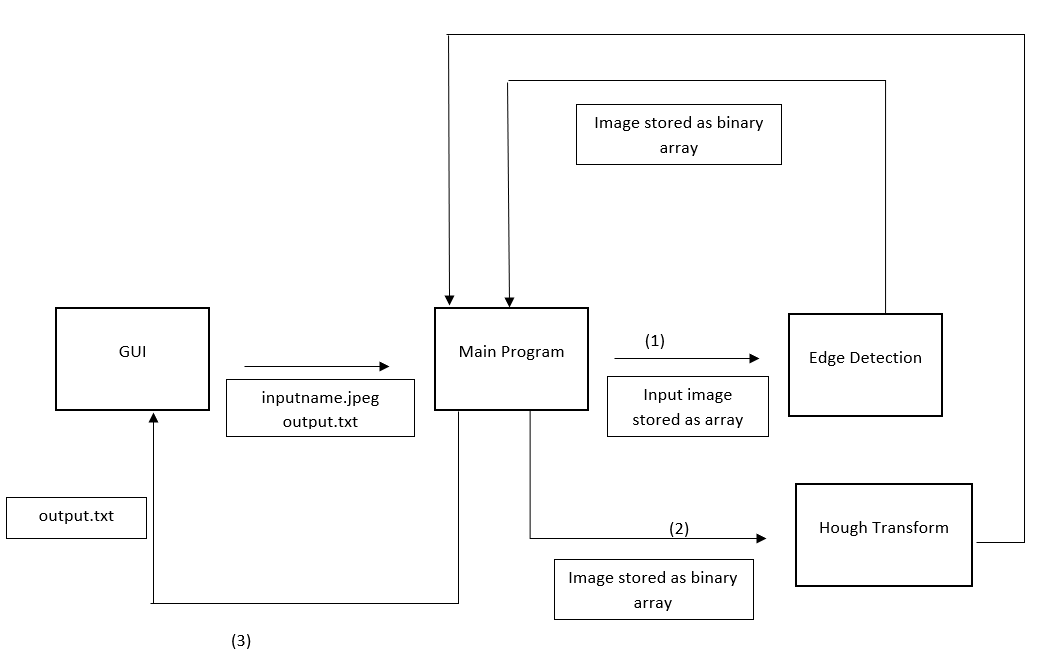 Image stored as binary
array
GUI
Main Program
(1)
Edge Detection
inputname.jpeg
output.txt
Input image
stored as array
output.txt
(2)
Hough Transform
Image stored as binary
array
(3)